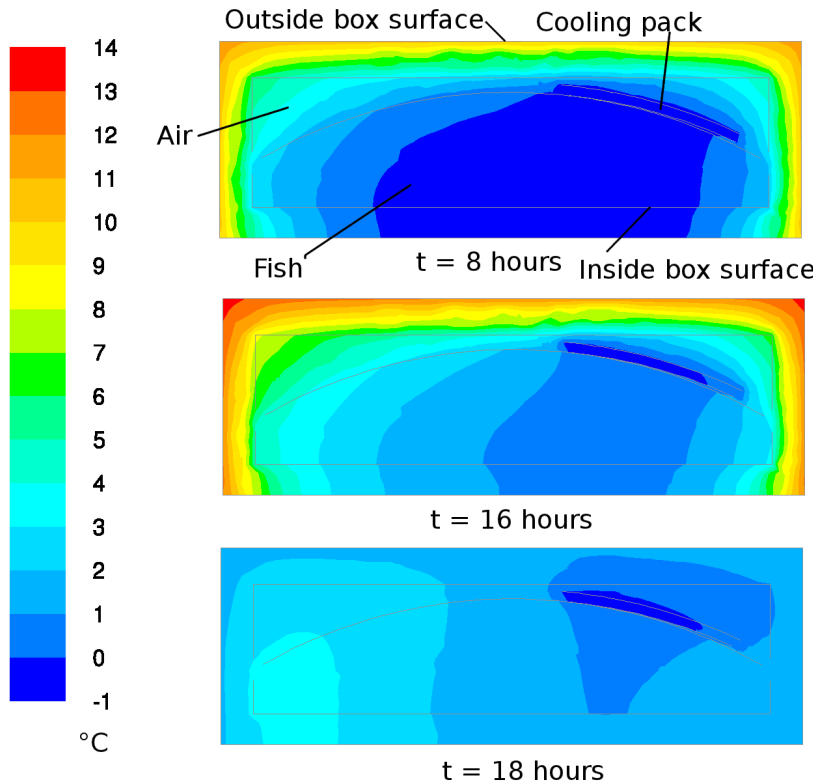 Outside box surface
Cooling pack
14
13
12
11
10
9
8
7
6
5
4
3
2
1
0
-1
°C
Air
Fish
t = 8 hours
Inside box surface
t = 16 hours
t = 18 hours